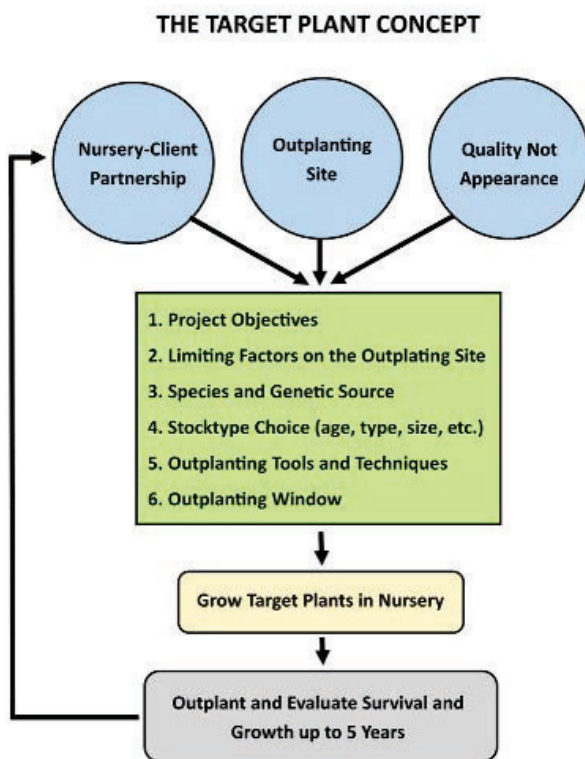 THE TARGET PLANT CONCEPT
Nursery-Client
Partnership
Outplanting
Site
Quality Not
Appearance
1. Project Objectives
2. Limiting Factors on the Outplating Site
3. Species and Genetic Source
4. Stocktype Choice (age, type, size, etc.)
5. Outplanting Tools and Techniques
6. Outplanting Window
Grow Target Plants in Nursery
Outplant and Evaluate Survival and
Growth up to 5 Years